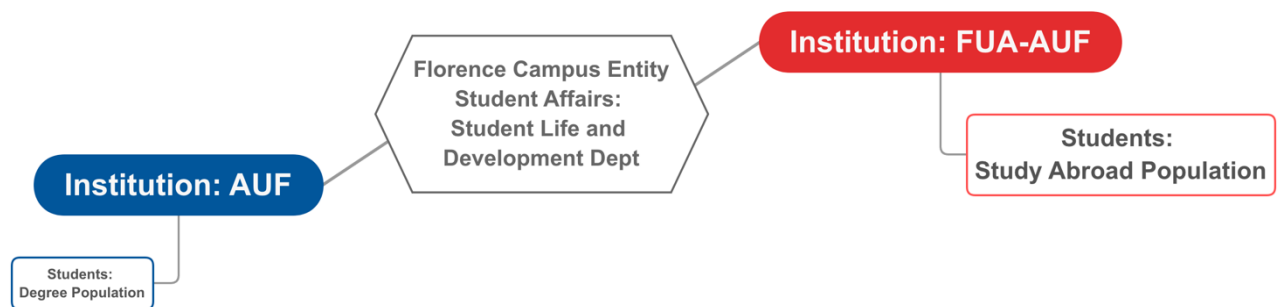 Institution: FUA-AUF
Florence Campus Entity
Student Affairs:
Student Life and
Development Dept
Students:
Study Abroad Population
Institution: AUF
Students:
Degree Population